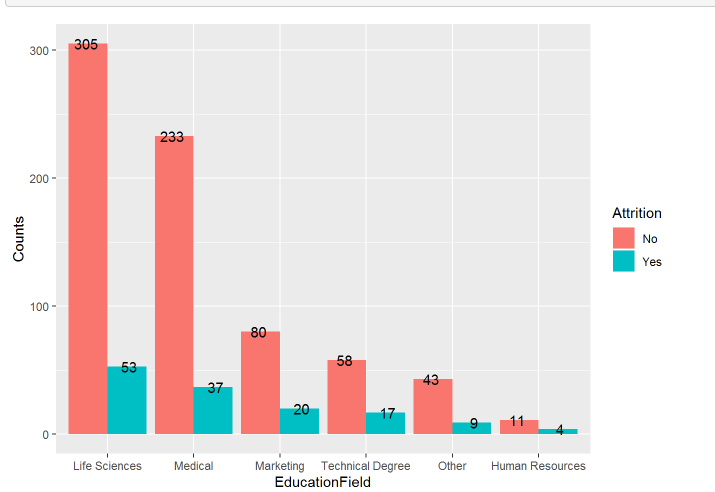 305
300
233
200
Counts
100
80
58
53
43
37
20
17
11
9
4
0
Life Sciences Medical Marketing Technical Degree Other Human Resources
EducationField
Attrition
No
Yes